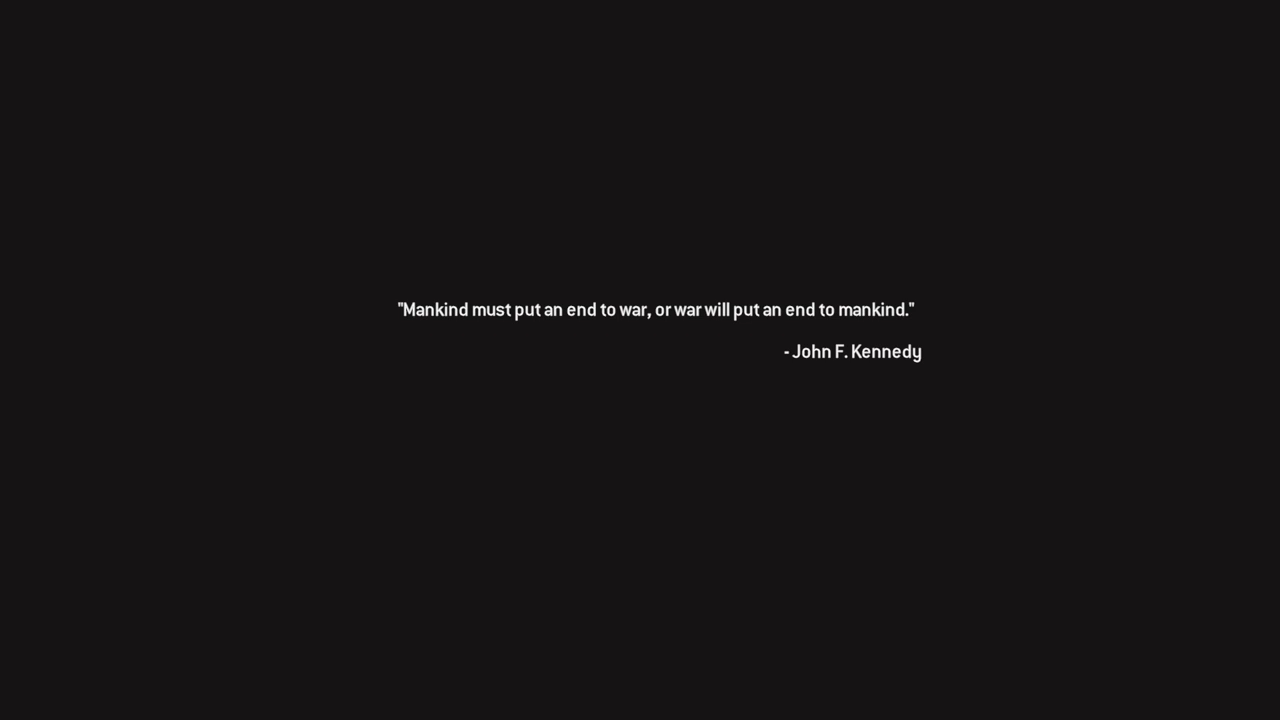 "Mankind must put an end to war, or war will put an end to mankind."
- John F. Kennedy